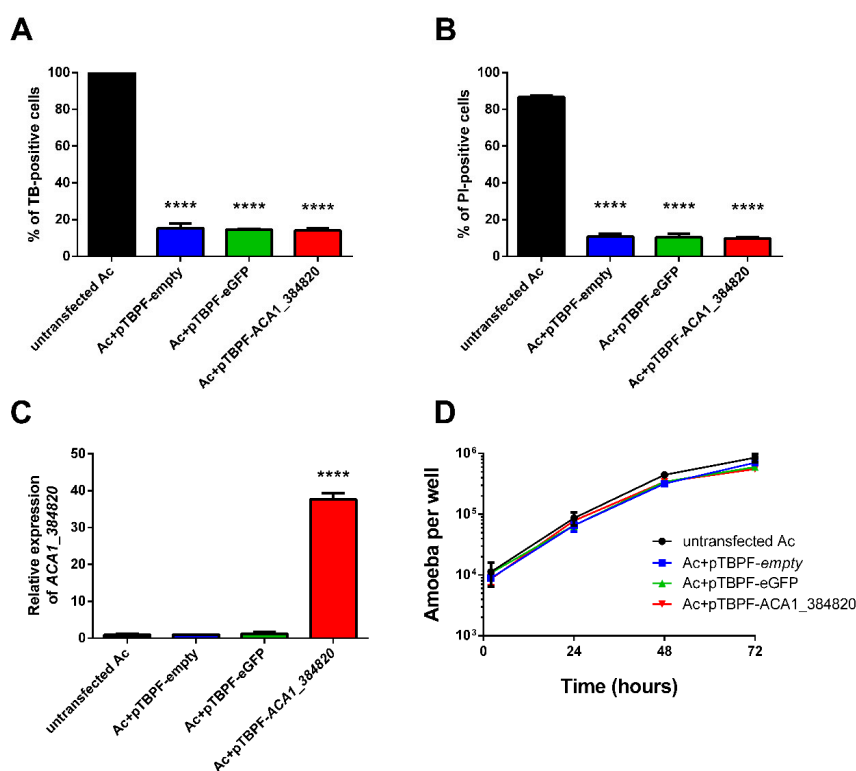 A
% of TB-positive cells
100
80
60
40
20
0
****
****
****
untransfected Ac
Ac+pTBPF-empty
Ac+pTBPF-eGFP
Ac+pTBPF-ACA1_384820
B
% of PI-positive cells
100
80
60
40
20
0
****
****
****
untransfected Ac
Ac+pTBPF-empty
Ac+pTBPF-eGFP
Ac+pTBPF-ACA1_384820
C
Relative expression
of ACA1_384820
50
40
30
20
10
0
****
untransfected Ac
Ac+pTBPF-empty
Ac+pTBPF-eGFP
Ac+pTBPF-ACA1_384820
D
Amoeba per well
10⁶
10⁵
10⁴
10³
untransfected Ac
Ac+pTBPF-empty
Ac+pTBPF-eGFP
Ac+pTBPF-ACA1_384820
0
24
48
72
Time (hours)